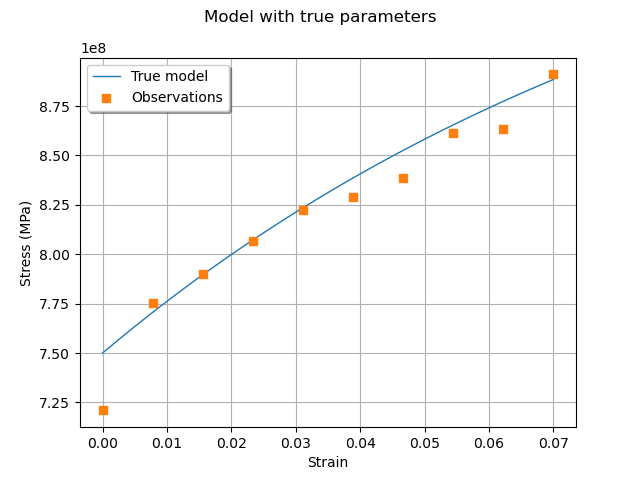 Model with true parameters
1e8
True model
Observations
8.75
8.50
8.25
8.00
7.75
7.50
7.25
Stress (MPa)
0.00 0.01 0.02 0.03 0.04 0.05 0.06 0.07
Strain